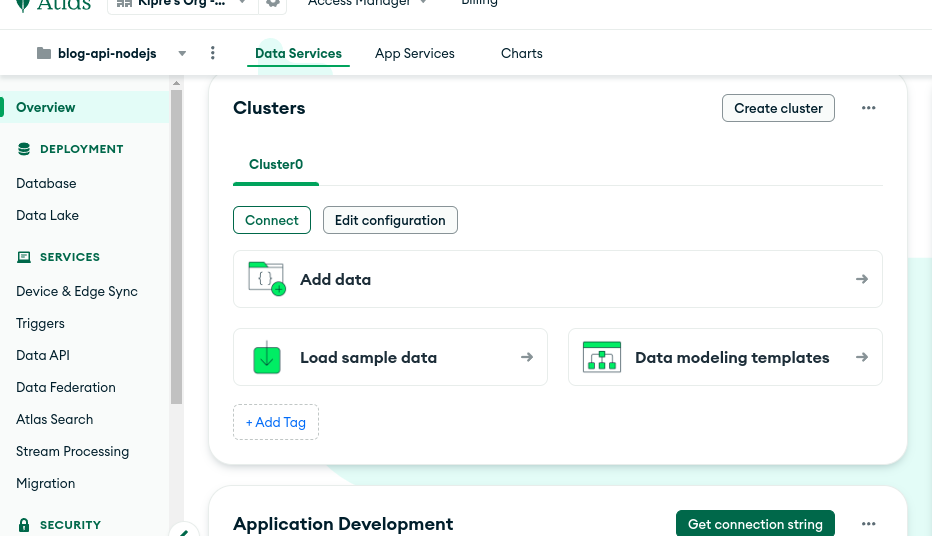 Atlas
Kipre's Org -...
Access Manager
Billing
blog-api-nodejs
Data Services
App Services
Charts
Overview
DEPLOYMENT
Database
Data Lake
SERVICES
Device & Edge Sync
Triggers
Data API
Data Federation
Atlas Search
Stream Processing
Migration
SECURITY
Clusters
Create cluster
Cluster0
Connect
Edit configuration
{ }
Add data
Load sample data
Data modeling templates
+ Add Tag
Application Development
Get connection string